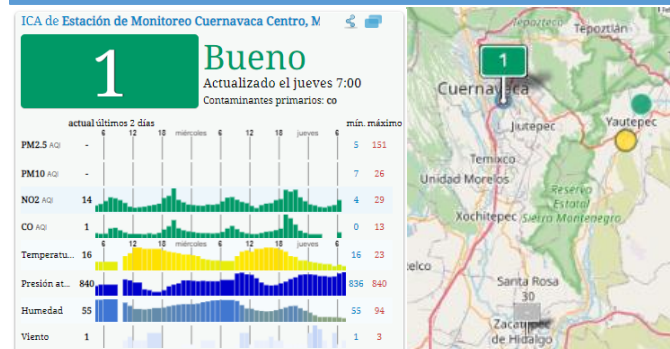 ICA de Estación de Monitoreo Cuernavaca Centro, M
1
Bueno
Actualizado el jueves 7:00
Contaminantes primarios: co
actual últimos 2 días
mín. máximo
6 12 18 miércoles 6 12 18 jueves 6
PM2.5 AQI - 5 151
PM10 AQI - 7 26
NO2 AQI 14 4 29
CO AQI 1 0 13
6 12 18 miércoles 6 12 18 jueves 6
Temperatu... 16 16 23
Presión at... 840 836 840
Humedad 55 55 94
Viento 1 1 3
Tepozteco
Tepoztlán
1
Cuernavaca
Jiutepec
Yautepec
Temixco
Unidad Morelos
Reserva
Estatal
Xochitepec Sierra Montenegro
Santa Rosa
30
Zacatepec
de Hidalgo